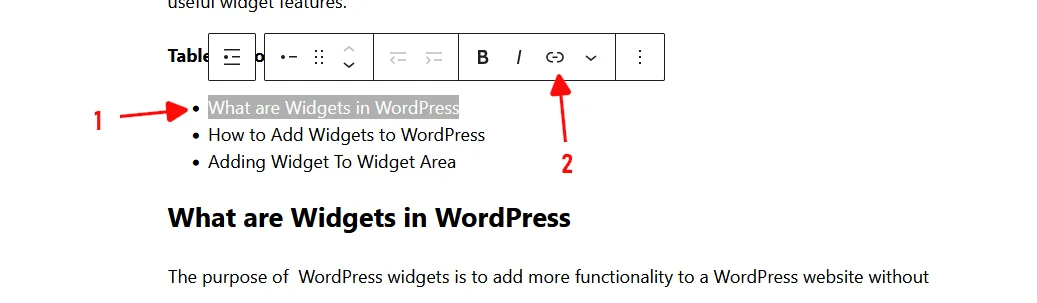 useful widget features.
Table
B I
1
What are Widgets in WordPress
How to Add Widgets to WordPress
2
Adding Widget To Widget Area
What are Widgets in WordPress
The purpose of WordPress widgets is to add more functionality to a WordPress website without